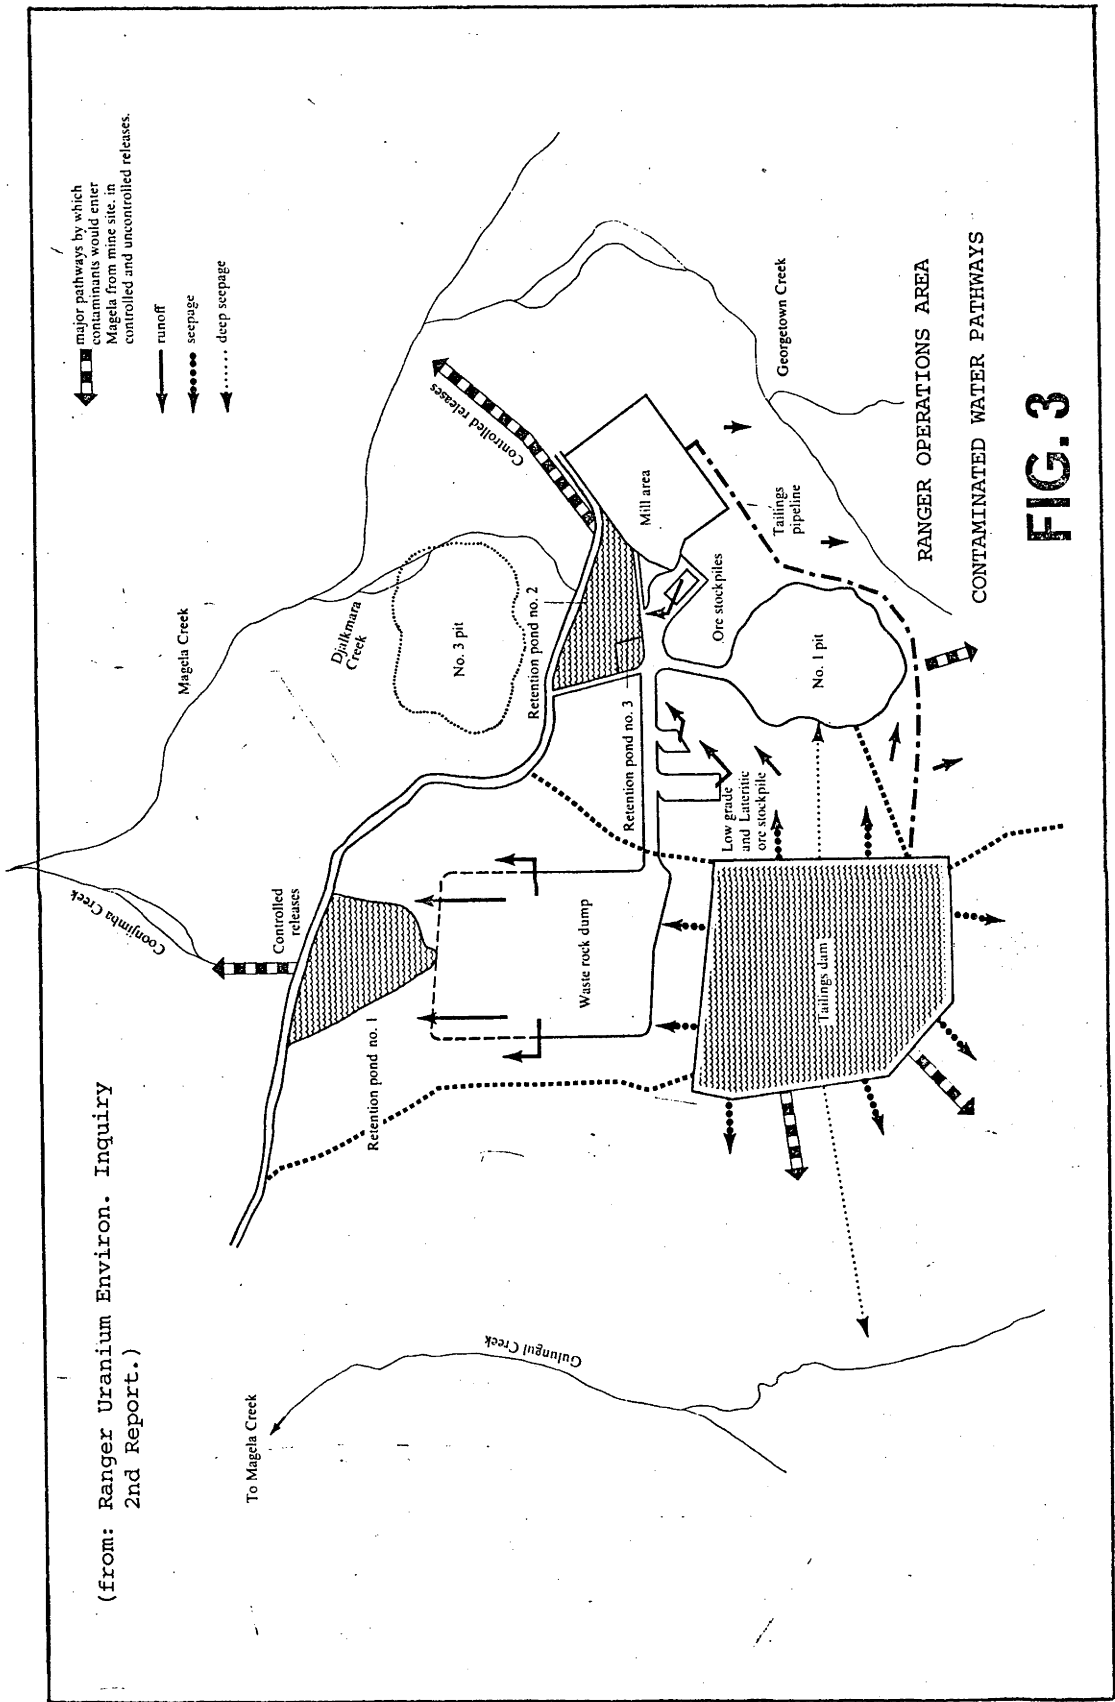 (from: Ranger Uranium Environ. Inquiry
2nd Report.)
major pathways by which
contaminants would enter
Magela from mine site. in
controlled and uncontrolled releases.
runoff
seepage
deep seepage
To Magela Creek
Gulungul Creek
Coonjimba Creek
Magela Creek
Controlled
releases
Retention pond no. 1
Djalkmara
Creek
No. 3 pit
Controlled releases
Retention pond no. 2
Waste rock dump
Retention pond no. 3
Mill area
Ore stockpiles
Low grade
and Lateritic
ore stockpile
Tailings
pipeline
Georgetown Creek
No. 1 pit
Tailings dam
RANGER OPERATIONS AREA
CONTAMINATED WATER PATHWAYS
FIG. 3